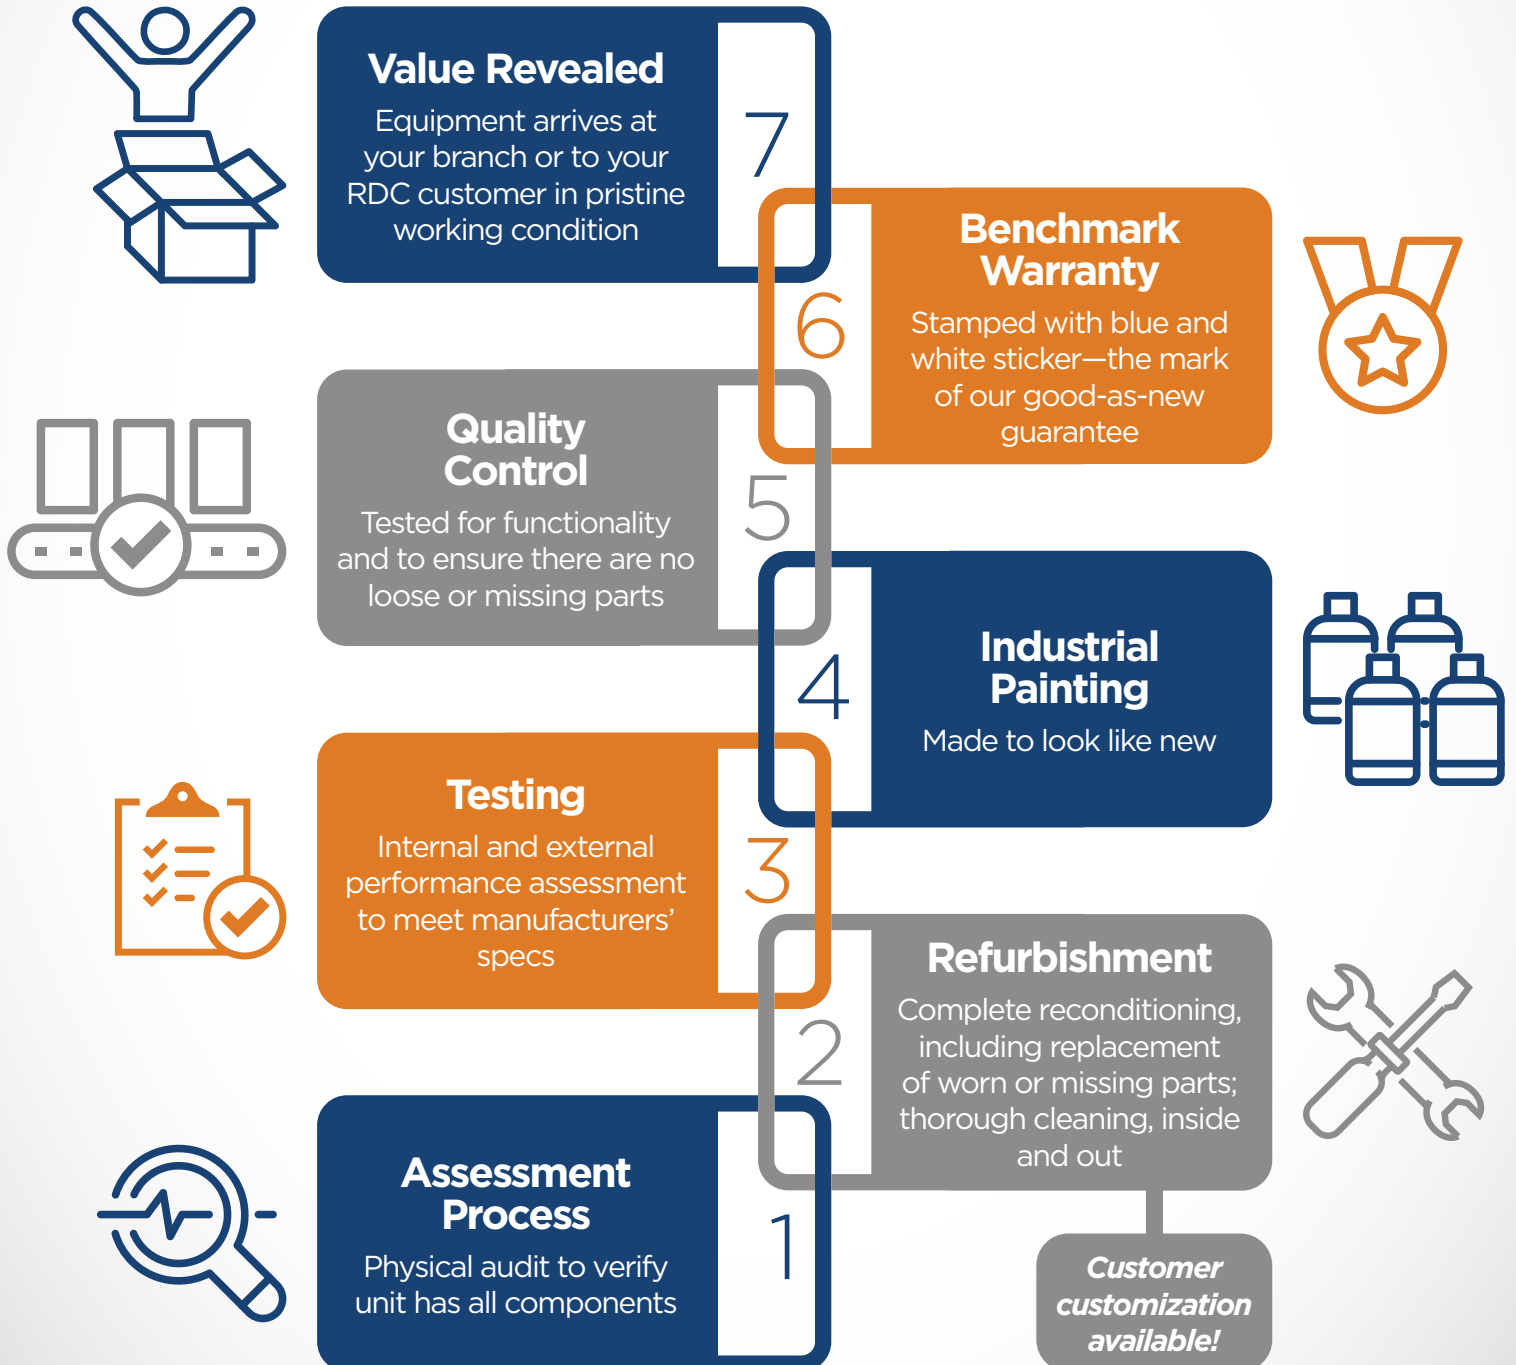 Value Revealed
Equipment arrives at
your branch or to your
RDC customer in pristine
working condition
7
Benchmark
Warranty
Stamped with blue and
white sticker—the mark
of our good-as-new
guarantee
6
Quality
Control
Tested for functionality
and to ensure there are no
loose or missing parts
5
Industrial
Painting
Made to look like new
4
Testing
Internal and external
performance assessment
to meet manufacturers’
specs
3
Refurbishment
Complete reconditioning,
including replacement
of worn or missing parts;
thorough cleaning, inside
and out
2
Assessment
Process
Physical audit to verify
unit has all components
1
Customer
customization
available!